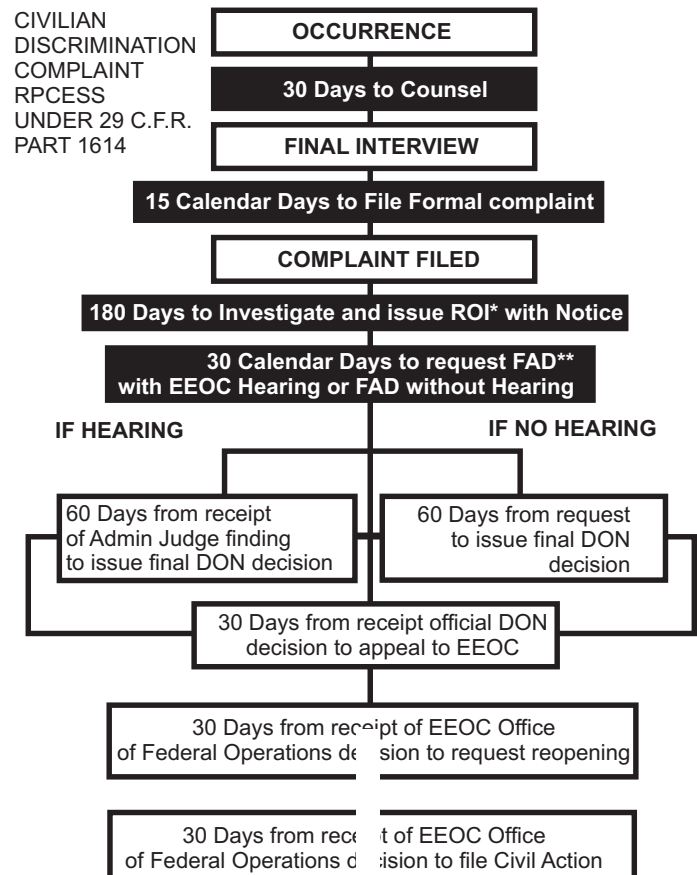 CIVILIAN
DISCRIMINATION
COMPLAINT
RPCESS
UNDER 29 C.F.R.
PART 1614
OCCURRENCE
30 Days to Counsel
FINAL INTERVIEW
15 Calendar Days to File Formal complaint
COMPLAINT FILED
180 Days to Investigate and issue ROI* with Notice
30 Calendar Days to request FAD**
with EEOC Hearing or FAD without Hearing
IF HEARING
IF NO HEARING
60 Days from receipt
of Admin Judge finding
to issue final DON decision
60 Days from request
to issue final DON
decision
30 Days from receipt official DON
decision to appeal to EEOC
30 Days from receipt of EEOC Office
of Federal Operations decision to request reopening
30 Days from receipt of EEOC Office
of Federal Operations decision to file Civil Action